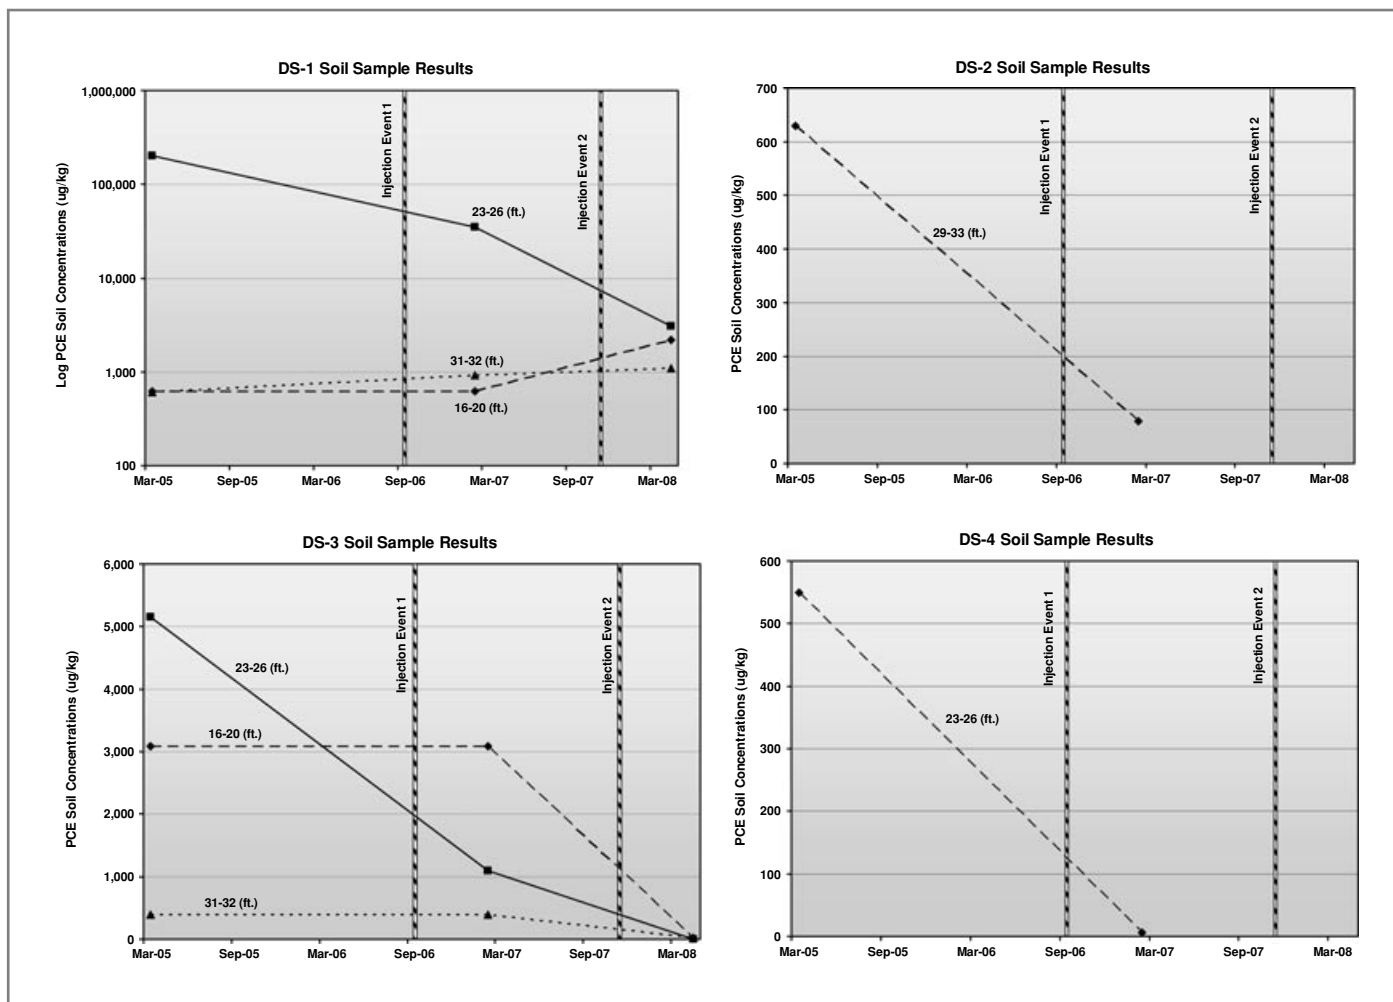 DS-1 Soil Sample Results
Log PCE Soil Concentrations (ug/kg)
1,000,000
100,000
10,000
1,000
100
Injection Event 1
Injection Event 2
23-26 (ft.)
31-32 (ft.)
16-20 (ft.)
Mar-05 Sep-05 Mar-06 Sep-06 Mar-07 Sep-07 Mar-08
DS-2 Soil Sample Results
PCE Soil Concentrations (ug/kg)
700
600
500
400
300
200
100
0
Injection Event 1
Injection Event 2
29-33 (ft.)
Mar-05 Sep-05 Mar-06 Sep-06 Mar-07 Sep-07 Mar-08
DS-3 Soil Sample Results
PCE Soil Concentrations (ug/kg)
6,000
5,000
4,000
3,000
2,000
1,000
0
Injection Event 1
Injection Event 2
23-26 (ft.)
16-20 (ft.)
31-32 (ft.)
Mar-05 Sep-05 Mar-06 Sep-06 Mar-07 Sep-07 Mar-08
DS-4 Soil Sample Results
PCE Soil Concentrations (ug/kg)
600
500
400
300
200
100
0
Injection Event 1
Injection Event 2
23-26 (ft.)
Mar-05 Sep-05 Mar-06 Sep-06 Mar-07 Sep-07 Mar-08